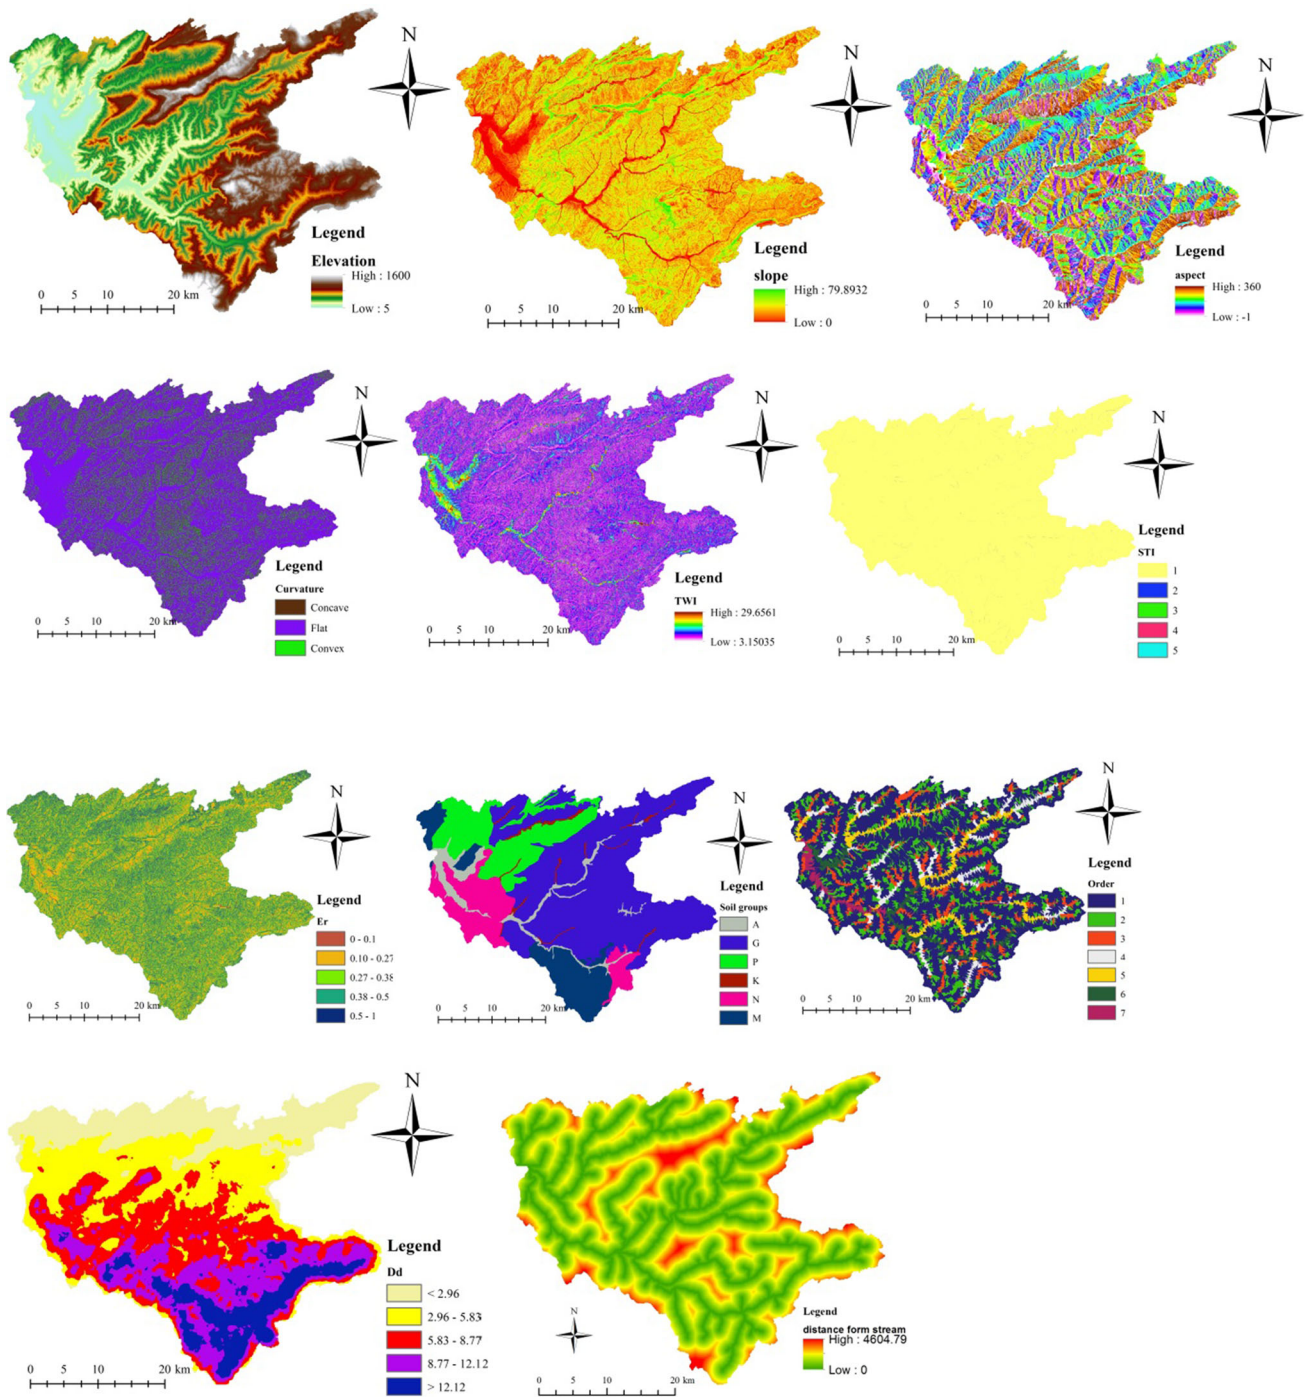 N
Legend
Elevation
High : 1600
Low : 5
0 5 10 20 km
N
Legend
slope
High : 79.8932
Low : 0
0 5 10 20 km
N
Legend
aspect
High : 360
Low : -1
0 5 10 20 km
N
Legend
Curvature
Concave
Flat
Convex
0 5 10 20 km
N
Legend
TWI
High : 29.6561
Low : 3.15035
0 5 10 20 km
N
Legend
STI
1
2
3
4
5
0 5 10 20 km
N
Legend
Er
0 - 0.1
0.10 - 0.27
0.27 - 0.38
0.38 - 0.5
0.5 - 1
0 5 10 20 km
N
Legend
Soil groups
A
G
P
K
N
M
0 5 10 20 km
N
Legend
Order
1
2
3
4
5
6
7
0 5 10 20 km
N
Legend
Dd
< 2.96
2.96 - 5.83
5.83 - 8.77
8.77 - 12.12
> 12.12
0 5 10 20 km
N
Legend
distance form stream
High : 4604.79
Low : 0
0 5 10 20 km